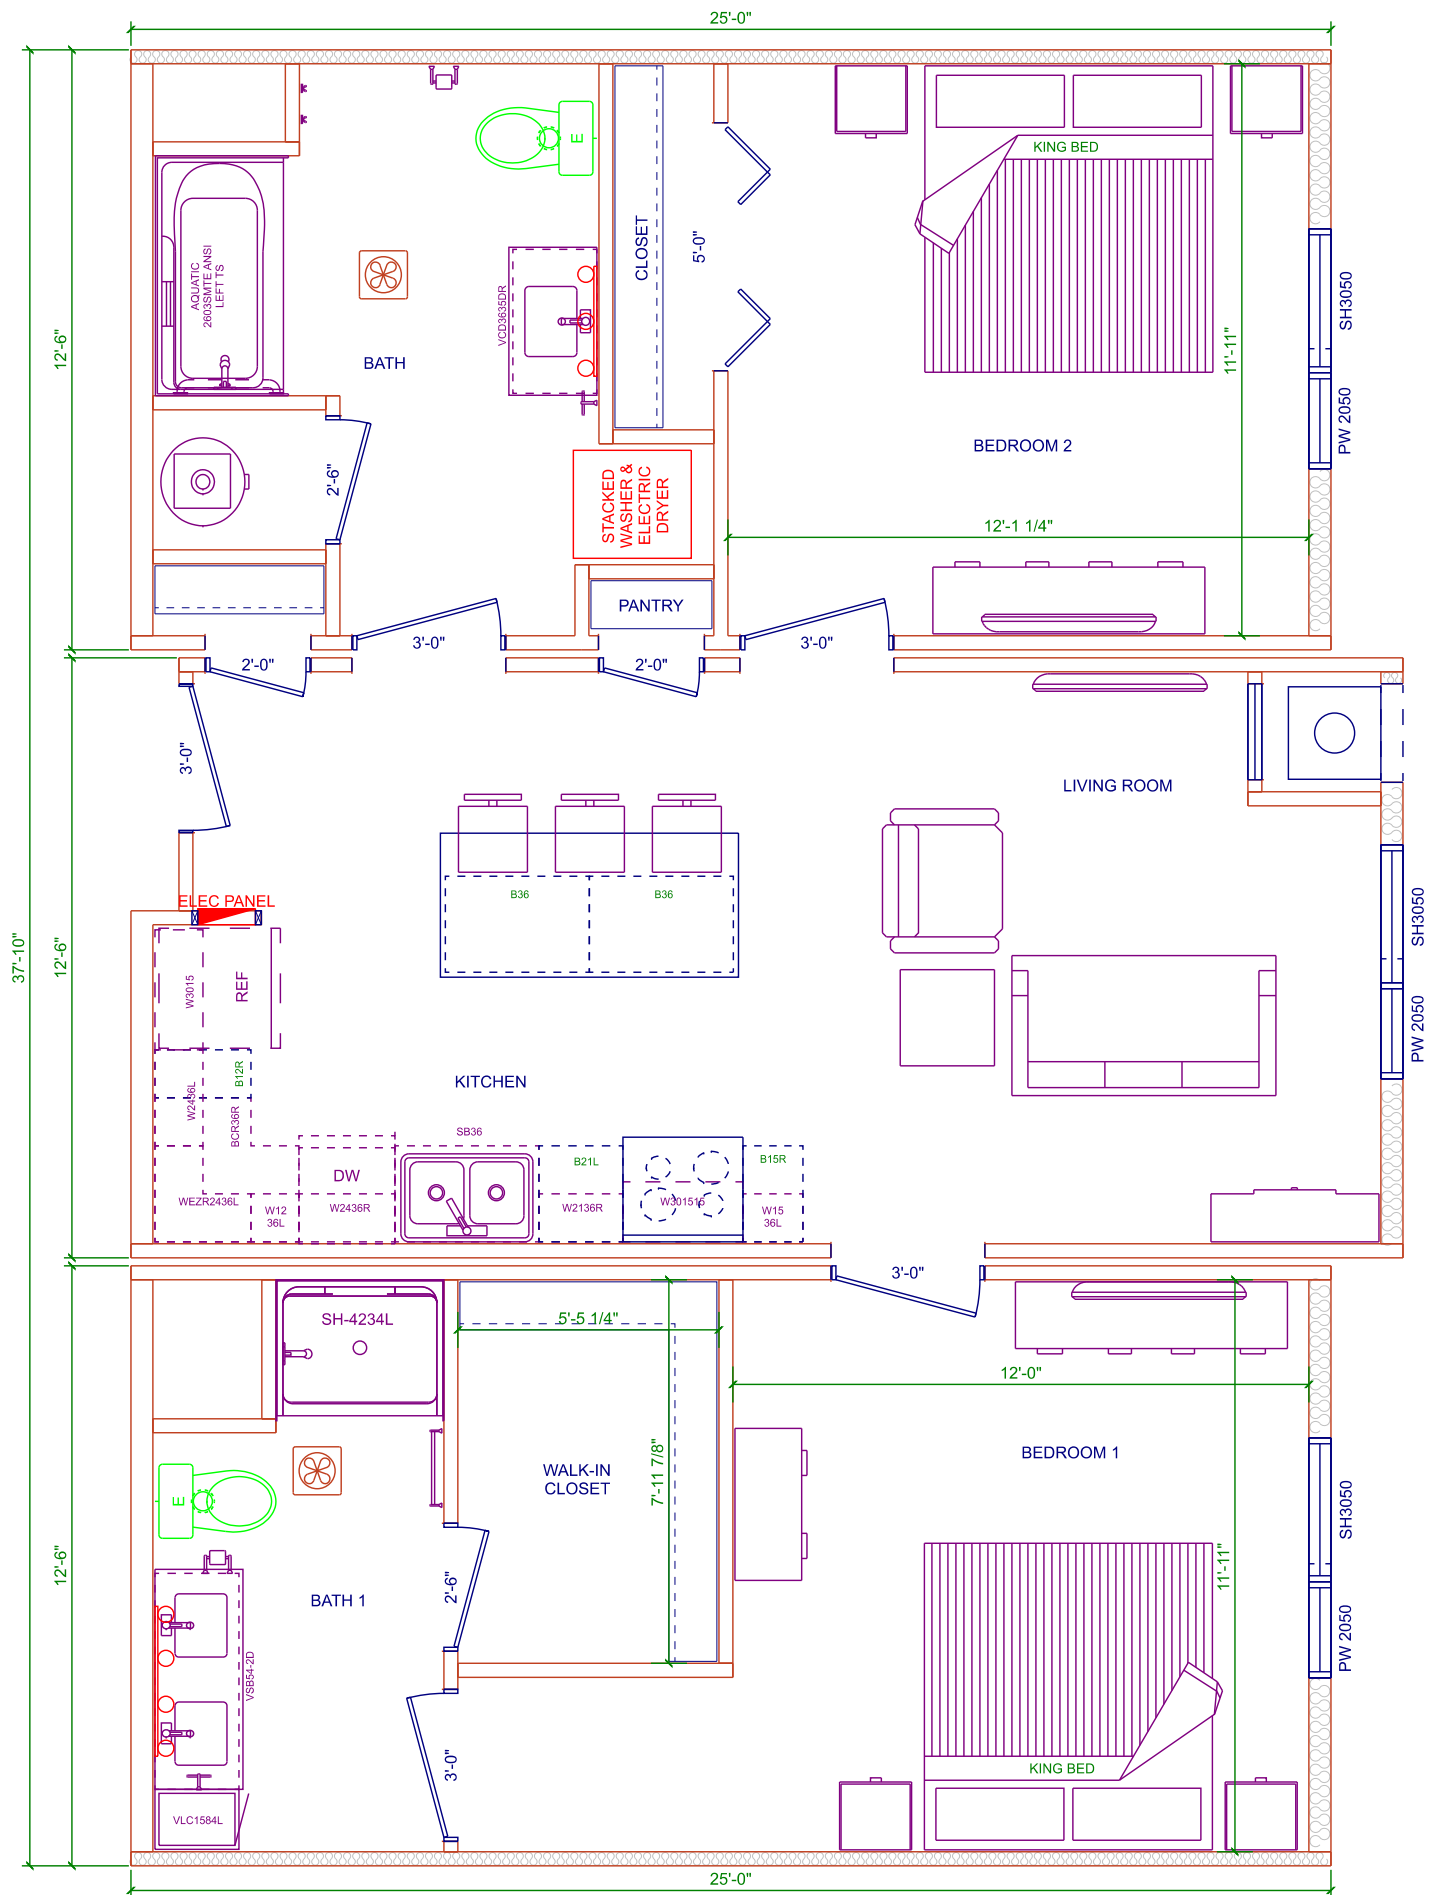 25'-0"
KING BED
E
CLOSET
5'-0"
AQUATIC
2603SMTE ANSI
LEFT TS
VCD3635DR
SH3050
12'-6"
BATH
11'-11"
PW 2050
BEDROOM 2
2'-6"
STACKED
WASHER &
ELECTRIC
DRYER
12'-1 1/4"
PANTRY
3'-0"
3'-0"
2'-0"
2'-0"
3'-0"
LIVING ROOM
ELEC PANEL
B36
B36
SH3050
37'-10"
12'-6"
W3015
REF
PW 2050
B12R
KITCHEN
W2436L
BCR36R
SB36
B21L
B15R
DW
WEZR2436L
W12
36L
W2436R
W2136R
W301515
W15
36L
3'-0"
SH-4234L
5'-5 1/4"
12'-0"
BEDROOM 1
WALK-IN
CLOSET
7'-11 7/8"
E
SH3050
12'-6"
11'-11"
2'-6"
BATH 1
PW 2050
VSB54-2D
3'-0"
KING BED
VLC1584L
25'-0"